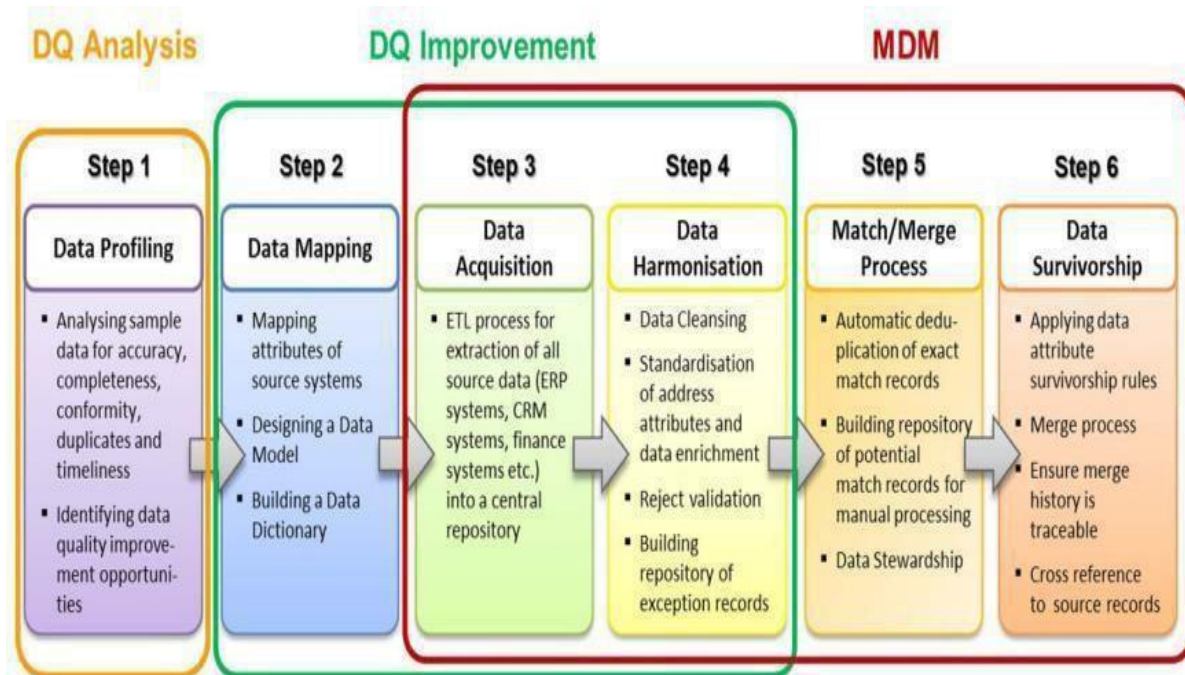 DQ Analysis
DQ Improvement
MDM
Step 1
Data Profiling
▪ Analysing sample
data for accuracy,
completeness,
conformity,
duplicates and
timeliness
▪ Identifying data
quality improve-
ment opportuni-
ties
Step 2
Data Mapping
▪ Mapping
attributes of
source systems
▪ Designing a Data
Model
▪ Building a Data
Dictionary
Step 3
Data
Acquisition
▪ ETL process for
extraction of all
source data (ERP
systems, CRM
systems, finance
systems etc.)
into a central
repository
Step 4
Data
Harmonisation
▪ Data Cleansing
▪ Standardisation
of address
attributes and
data enrichment
▪ Reject validation
▪ Building
repository of
exception records
Step 5
Match/Merge
Process
▪ Automatic dedu-
plication of exact
match records
▪ Building repository
of potential
match records for
manual processing
▪ Data Stewardship
Step 6
Data
Survivorship
▪ Applying data
attribute
survivorship rules
▪ Merge process
▪ Ensure merge
history is
traceable
▪ Cross reference
to source records